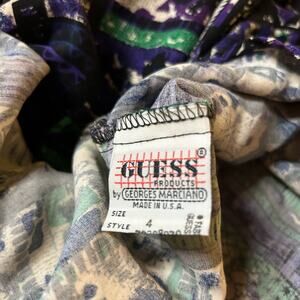 GUESS ®
PRODUCTS
by GEORGES MARCIANO
MADE IN U.S.A.
SIZE 4
STYLE